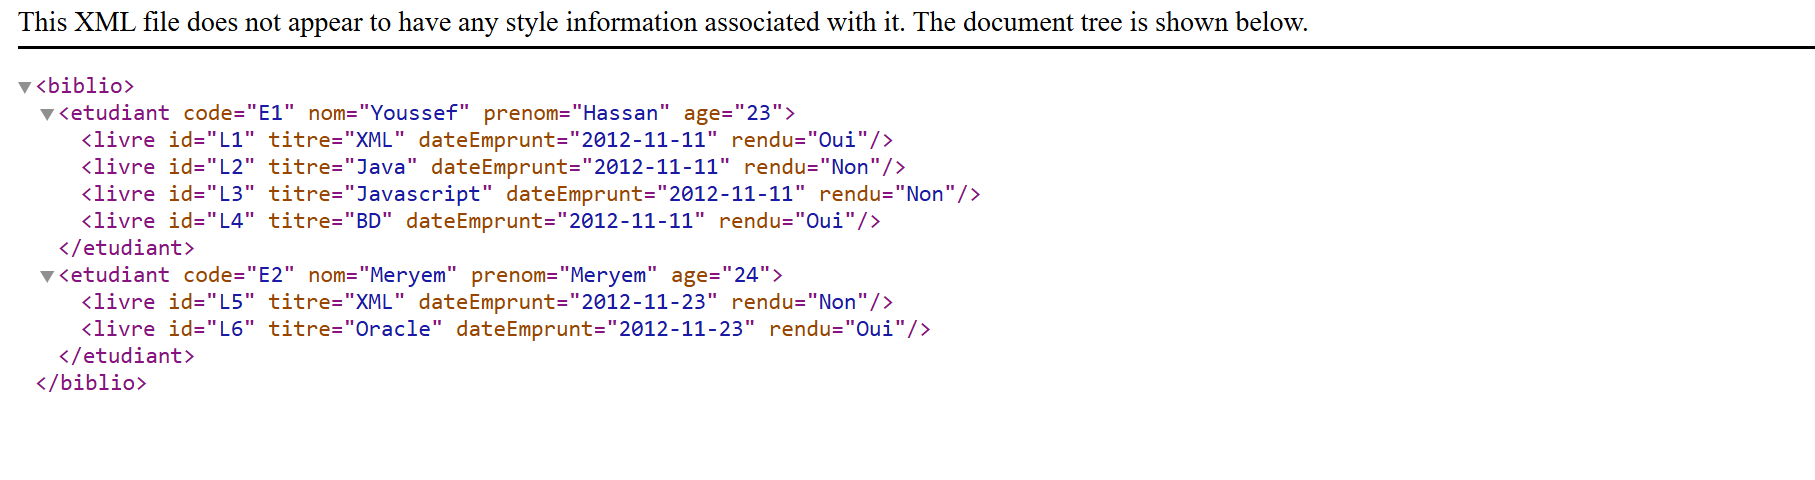 This XML file does not appear to have any style information associated with it. The document tree is shown below.
<biblio>
<etudiant code="E1" nom="Youssef" prenom="Hassan" age="23">
<livre id="L1" titre="XML" dateEmprunt="2012-11-11" rendu="Oui"/>
<livre id="L2" titre="Java" dateEmprunt="2012-11-11" rendu="Non"/>
<livre id="L3" titre="Javascript" dateEmprunt="2012-11-11" rendu="Non"/>
<livre id="L4" titre="BD" dateEmprunt="2012-11-11" rendu="Oui"/>
</etudiant>
<etudiant code="E2" nom="Meryem" prenom="Meryem" age="24">
<livre id="L5" titre="XML" dateEmprunt="2012-11-23" rendu="Non"/>
<livre id="L6" titre="Oracle" dateEmprunt="2012-11-23" rendu="Oui"/>
</etudiant>
</biblio>